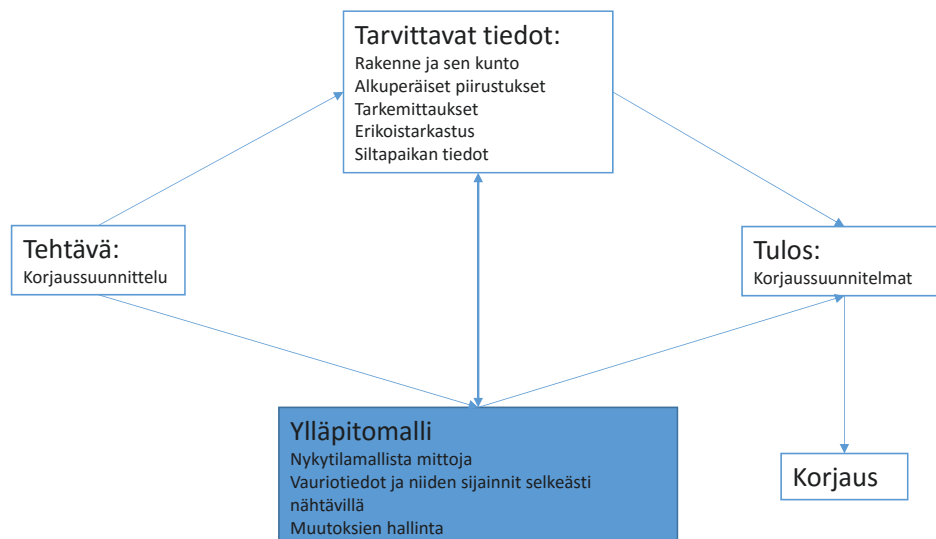 Tarvittavat tiedot:
Rakenne ja sen kunto
Alkuperäiset piirustukset
Tarkemittaukset
Erikoistarkastus
Siltapaikan tiedot
Tehtävä:
Korjaussuunnittelu
Tulos:
Korjaussuunnitelmat
Ylläpitomalli
Nykytilamallista mittoja
Vauriotiedot ja niiden sijainnit selkeästi
nähtävillä
Muutoksien hallinta
Korjaus